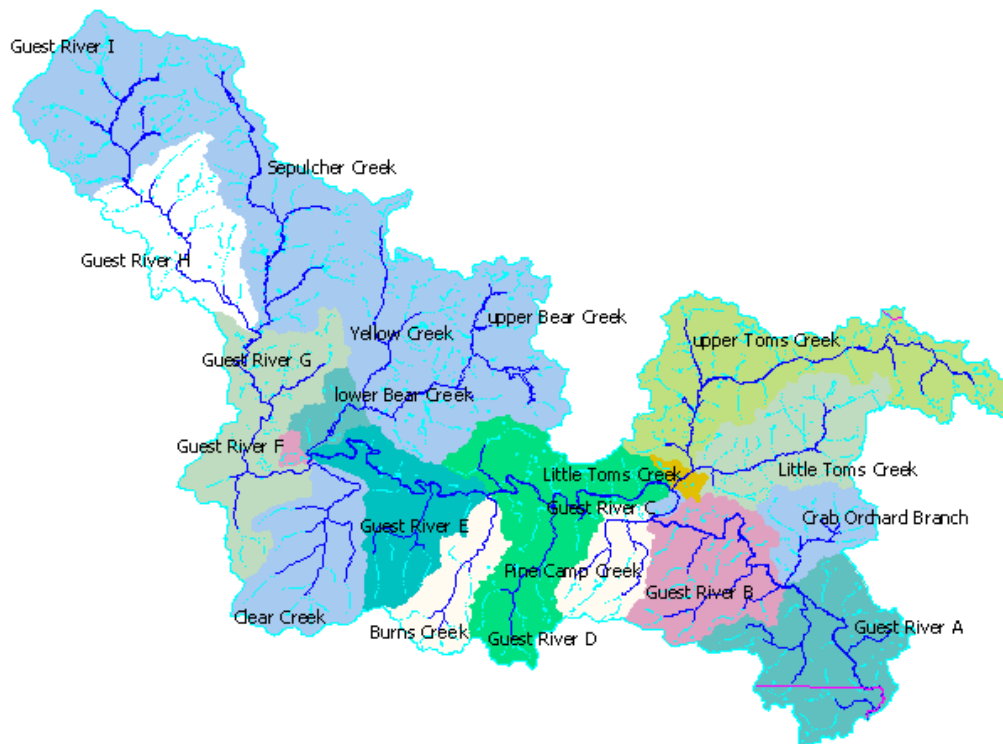 Guest River I
Sepulcher Creek
Guest River H
upper Bear Creek
Yellow Creek
upper Toms Creek
Guest River G
lower Bear Creek
Guest River F
Little Toms Creek
Little Toms Creek
Guest River C
Crab Orchard Branch
Guest River E
Pine Camp Creek
Guest River B
Clear Creek
Burns Creek
Guest River D
Guest River A